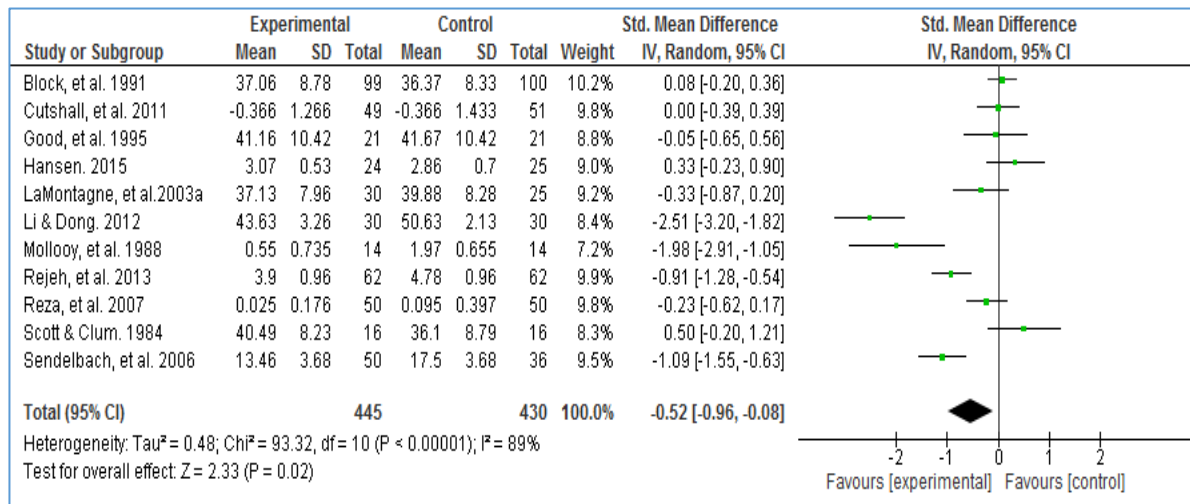 Experimental Control Std. Mean Difference Std. Mean Difference
Study or Subgroup Mean SD Total Mean SD Total Weight IV, Random, 95% CI IV, Random, 95% CI
Block, et al. 1991 37.06 8.78 99 36.37 8.33 100 10.2% 0.08 [-0.20, 0.36]
Cutshall, et al. 2011 -0.366 1.266 49 -0.366 1.433 51 9.8% 0.00 [-0.39, 0.39]
Good, et al. 1995 41.16 10.42 21 41.67 10.42 21 8.8% -0.05 [-0.65, 0.56]
Hansen. 2015 3.07 0.53 24 2.86 0.7 25 9.0% 0.33 [-0.23, 0.90]
LaMontagne, et al.2003a 37.13 7.96 30 39.88 8.28 25 9.2% -0.33 [-0.87, 0.20]
Li & Dong. 2012 43.63 3.26 30 50.63 2.13 30 8.4% -2.51 [-3.20, -1.82]
Mollooy, et al. 1988 0.55 0.735 14 1.97 0.655 14 7.2% -1.98 [-2.91, -1.05]
Rejeh, et al. 2013 3.9 0.96 62 4.78 0.96 62 9.9% -0.91 [-1.28, -0.54]
Reza, et al. 2007 0.025 0.176 50 0.095 0.397 50 9.8% -0.23 [-0.62, 0.17]
Scott & Clum. 1984 40.49 8.23 16 36.1 8.79 16 8.3% 0.50 [-0.20, 1.21]
Sendelbach, et al. 2006 13.46 3.68 50 17.5 3.68 36 9.5% -1.09 [-1.55, -0.63]
Total (95% CI) 445 430 100.0% -0.52 [-0.96, -0.08]
Heterogeneity: Tau² = 0.48; Chi² = 93.32, df = 10 (P < 0.00001); I² = 89%
Test for overall effect: Z = 2.33 (P = 0.02)
-2 -1 0 1 2
Favours [experimental] Favours [control]